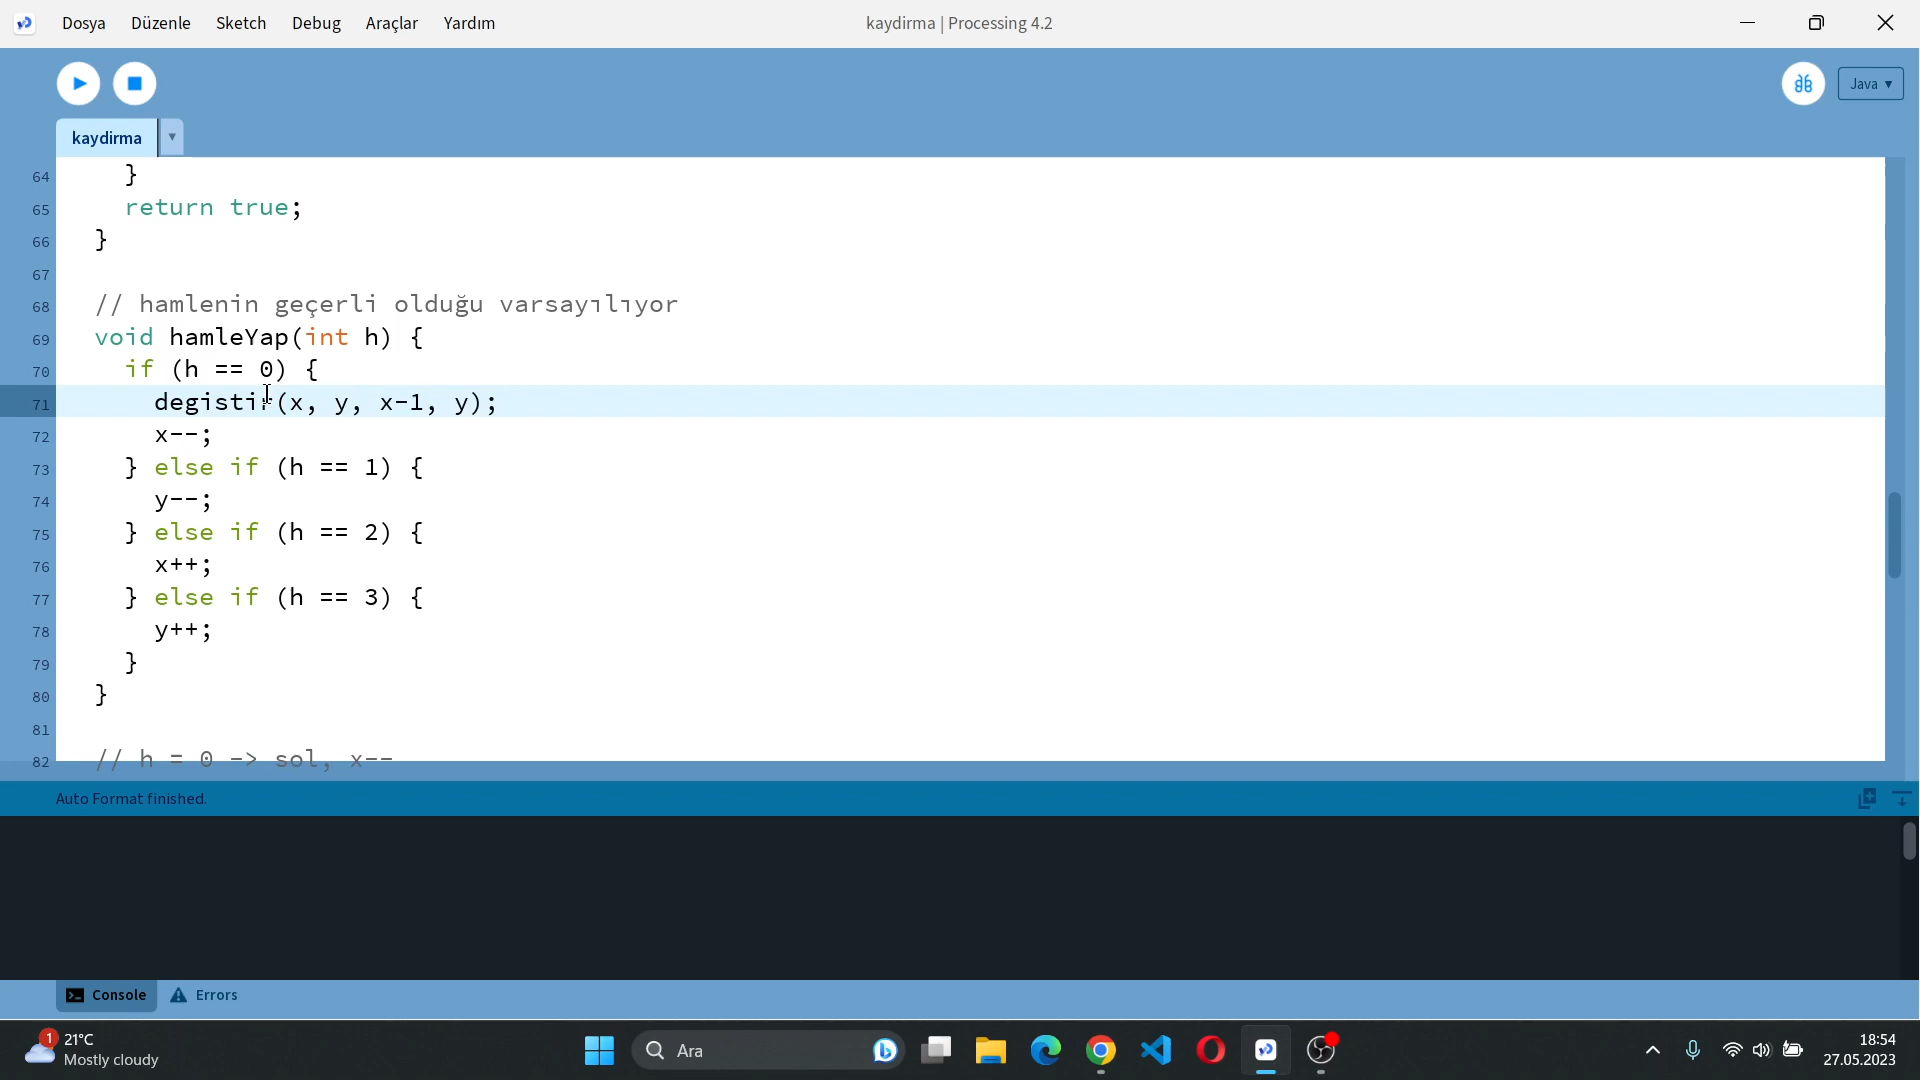 Dosya Düzenle Sketch Debug Araçlar Yardım kaydirma | Processing 4.2
Java ▾
kaydirma ▾
64 }
65 return true;
66 }
67
68 // hamlenin geçerli olduğu varsayılıyor
69 void hamleYap(int h) {
70 if (h == 0) {
71 degistir(x, y, x-1, y);
72 x--;
73 } else if (h == 1) {
74 y--;
75 } else if (h == 2) {
76 x++;
77 } else if (h == 3) {
78 y++;
79 }
80 }
81
82 // h = 0 -> sol, x--
Auto Format finished.
Console Errors
1 21°C
Mostly cloudy
Ara
18:54
27.05.2023